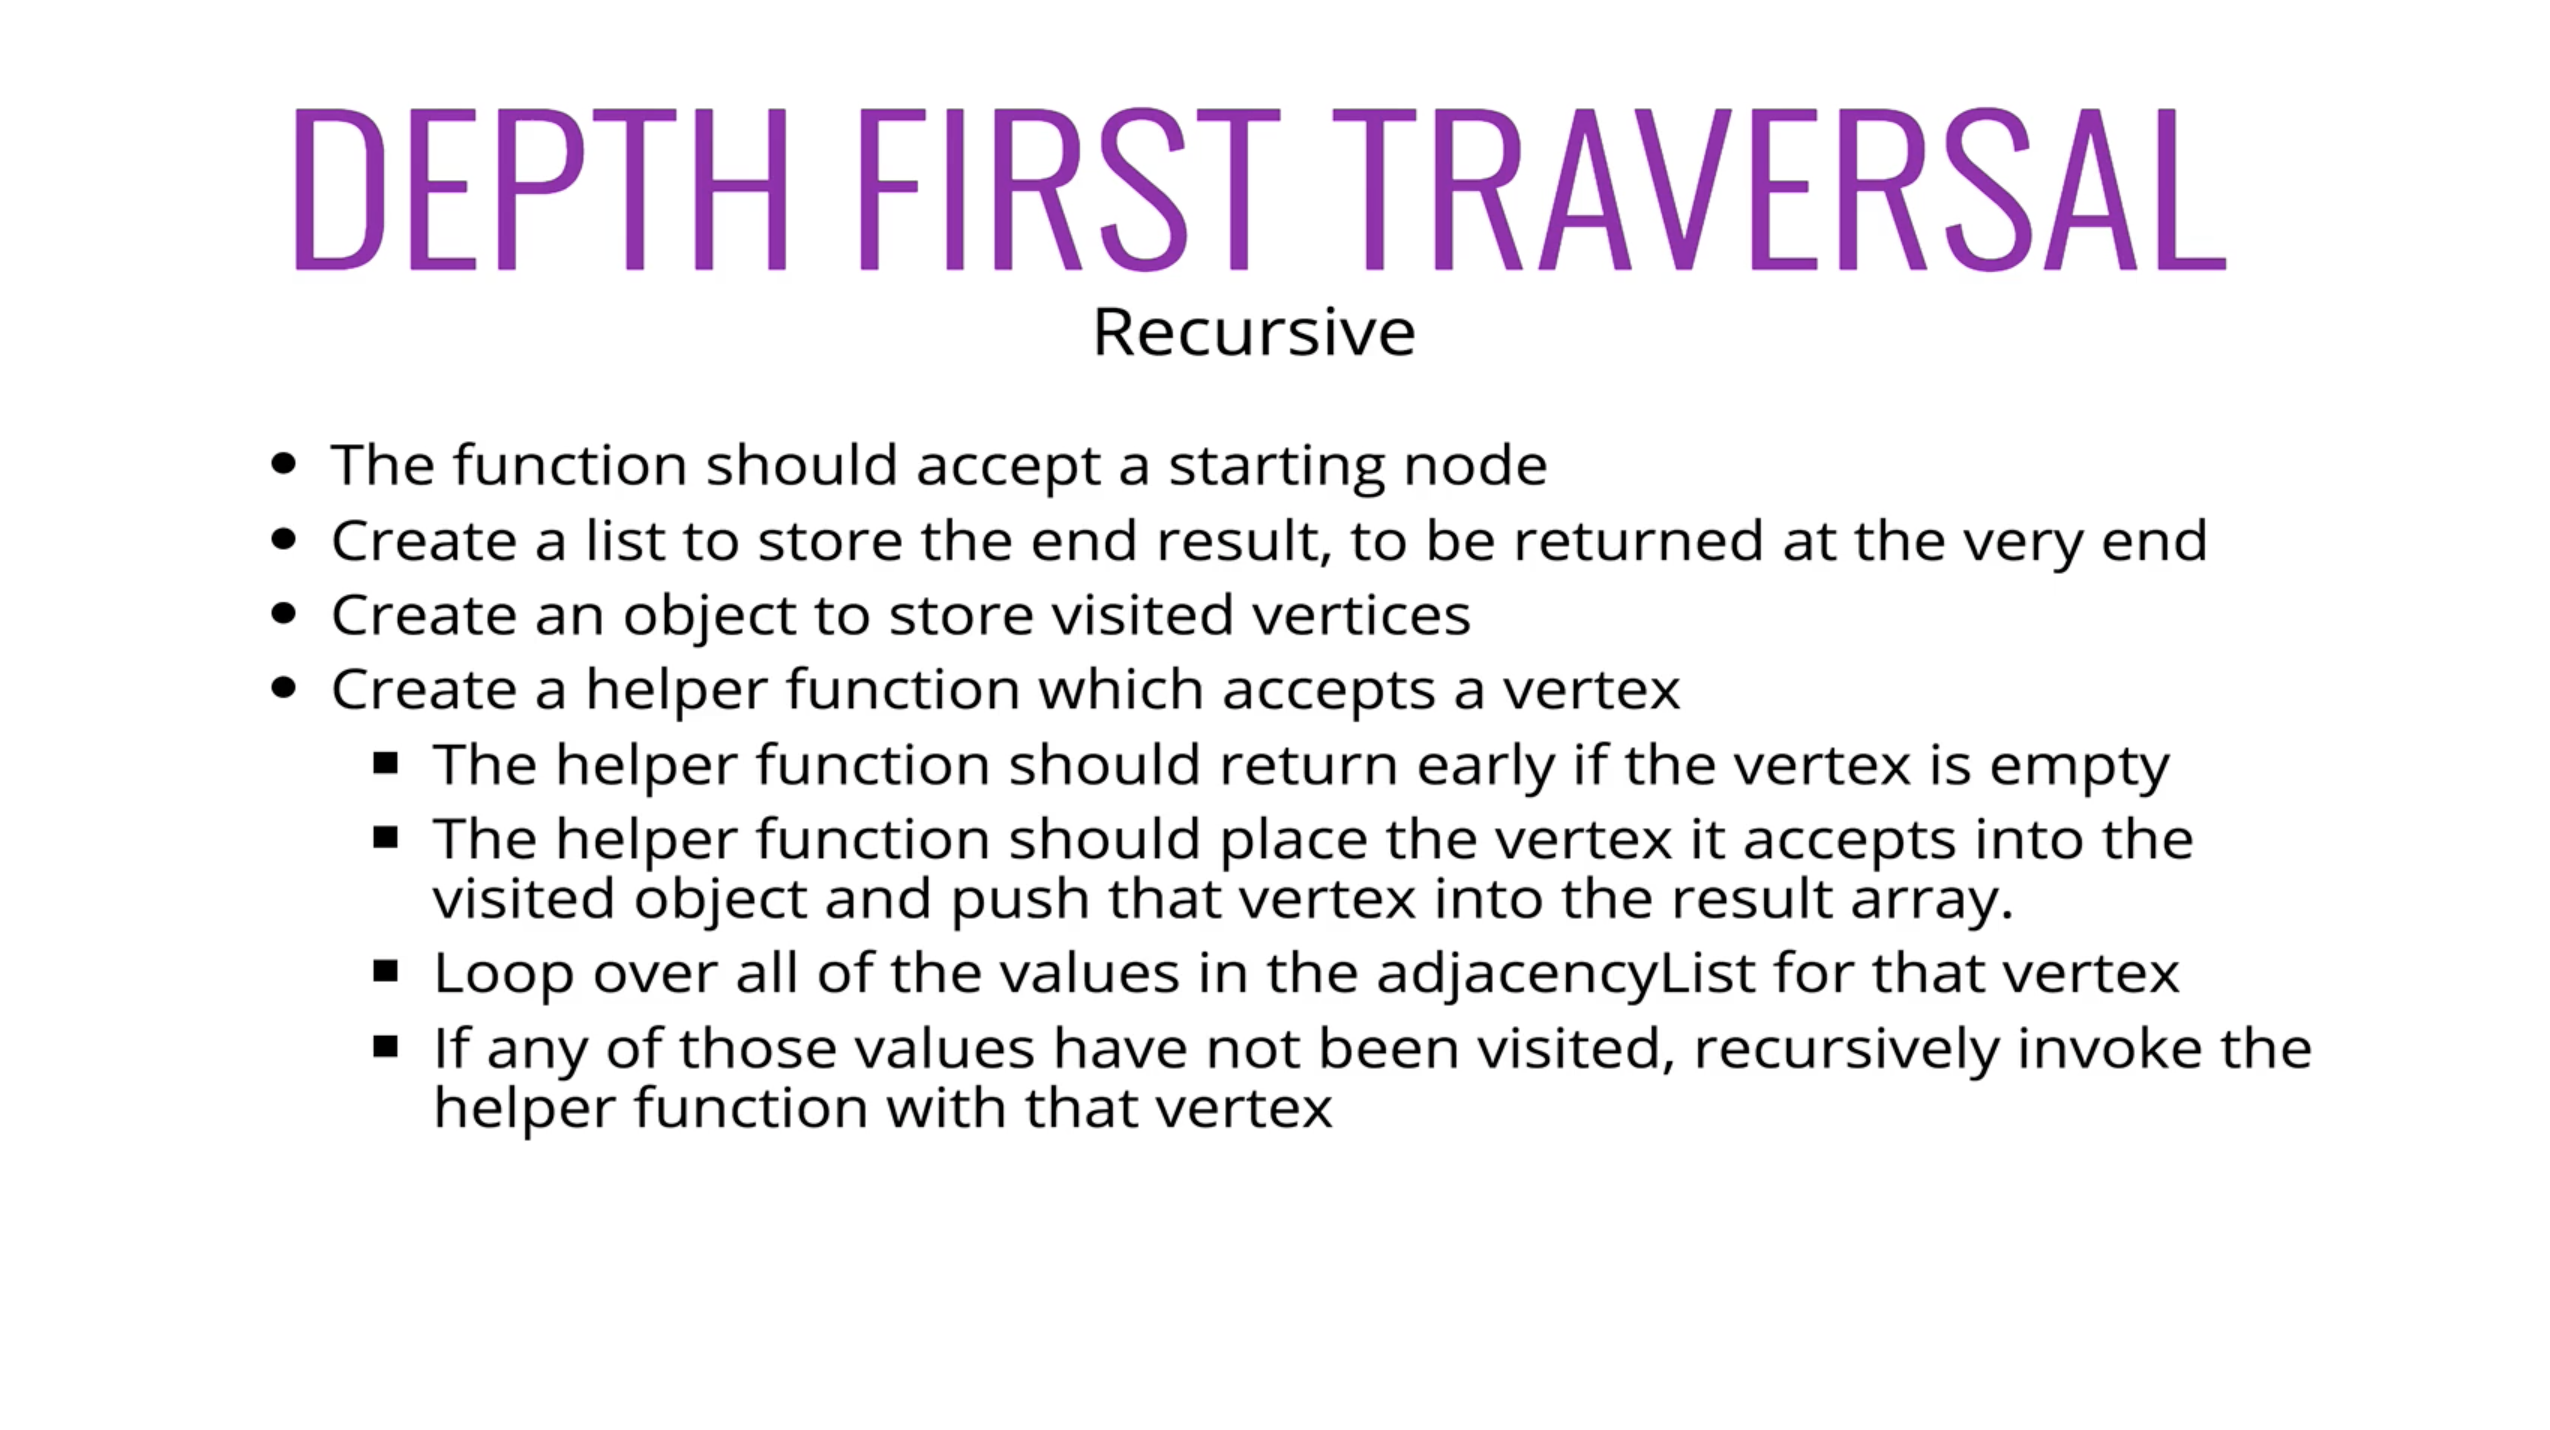 DEPTH FIRST TRAVERSAL
Recursive
• The function should accept a starting node
• Create a list to store the end result, to be returned at the very end
• Create an object to store visited vertices
• Create a helper function which accepts a vertex
▪ The helper function should return early if the vertex is empty
▪ The helper function should place the vertex it accepts into the
visited object and push that vertex into the result array.
▪ Loop over all of the values in the adjacencyList for that vertex
▪ If any of those values have not been visited, recursively invoke the
helper function with that vertex